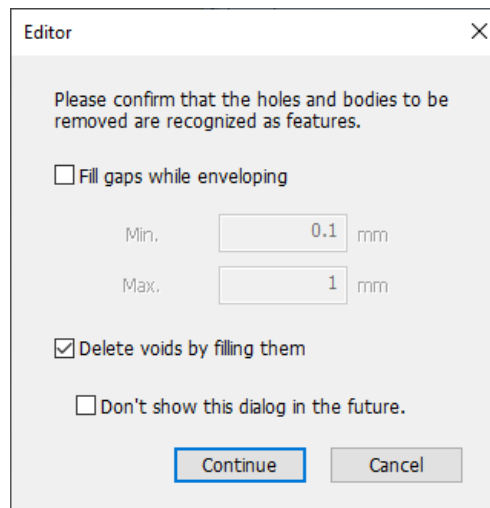 Editor
Please confirm that the holes and bodies to be
removed are recognized as features.
Fill gaps while enveloping
Min. 0.1 mm
Max. 1 mm
Delete voids by filling them
Don't show this dialog in the future.
Continue Cancel